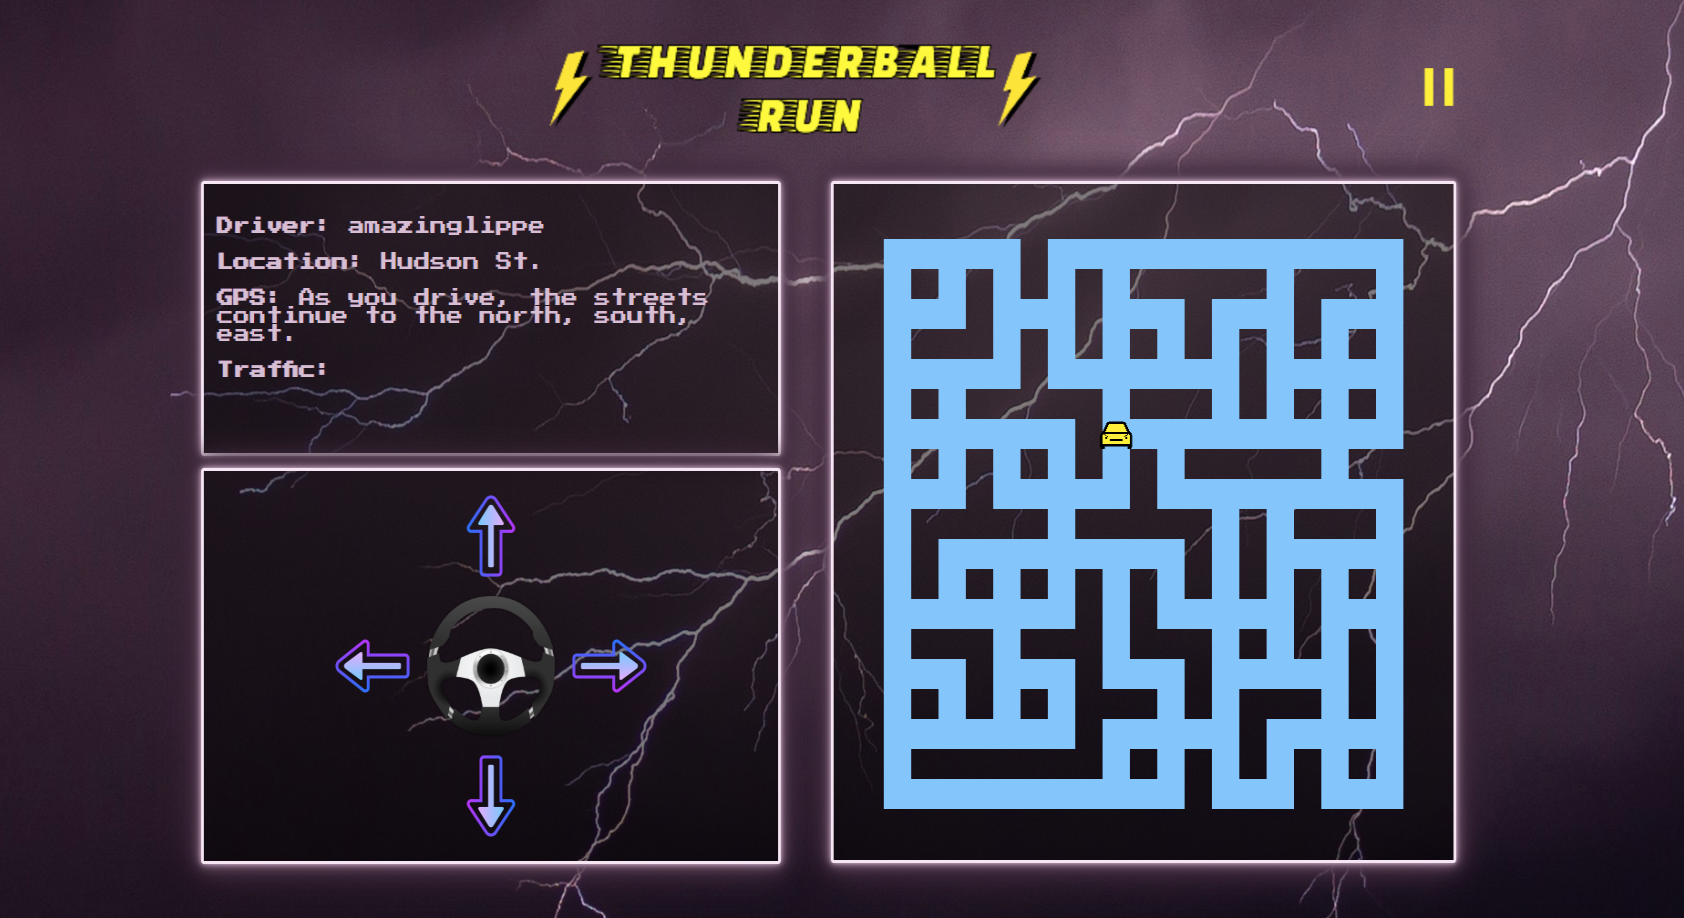 THUNDERBALL
RUN
Driver: amazinglippe
Location: Hudson St.
GPS: As you drive, the streets
continue to the north, south,
east.
Traffic: